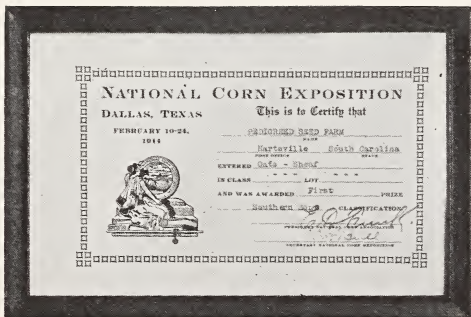 NATIONAL CORN EXPOSITION
DALLAS, TEXAS
FEBRUARY 10-24,
1914
This is to Certify that
PEDIGREED SEED FARM
NAME
Hartsville South Carolina
POST OFFICE STATE
ENTERED Oats - Sheaf
IN CLASS - - - - LOT - - -
AND WAS AWARDED First PRIZE
Southern Zone CLASSIFICATION
PRESIDENT NATIONAL CORN ASSOCIATION
SECRETARY NATIONAL CORN EXPOSITION